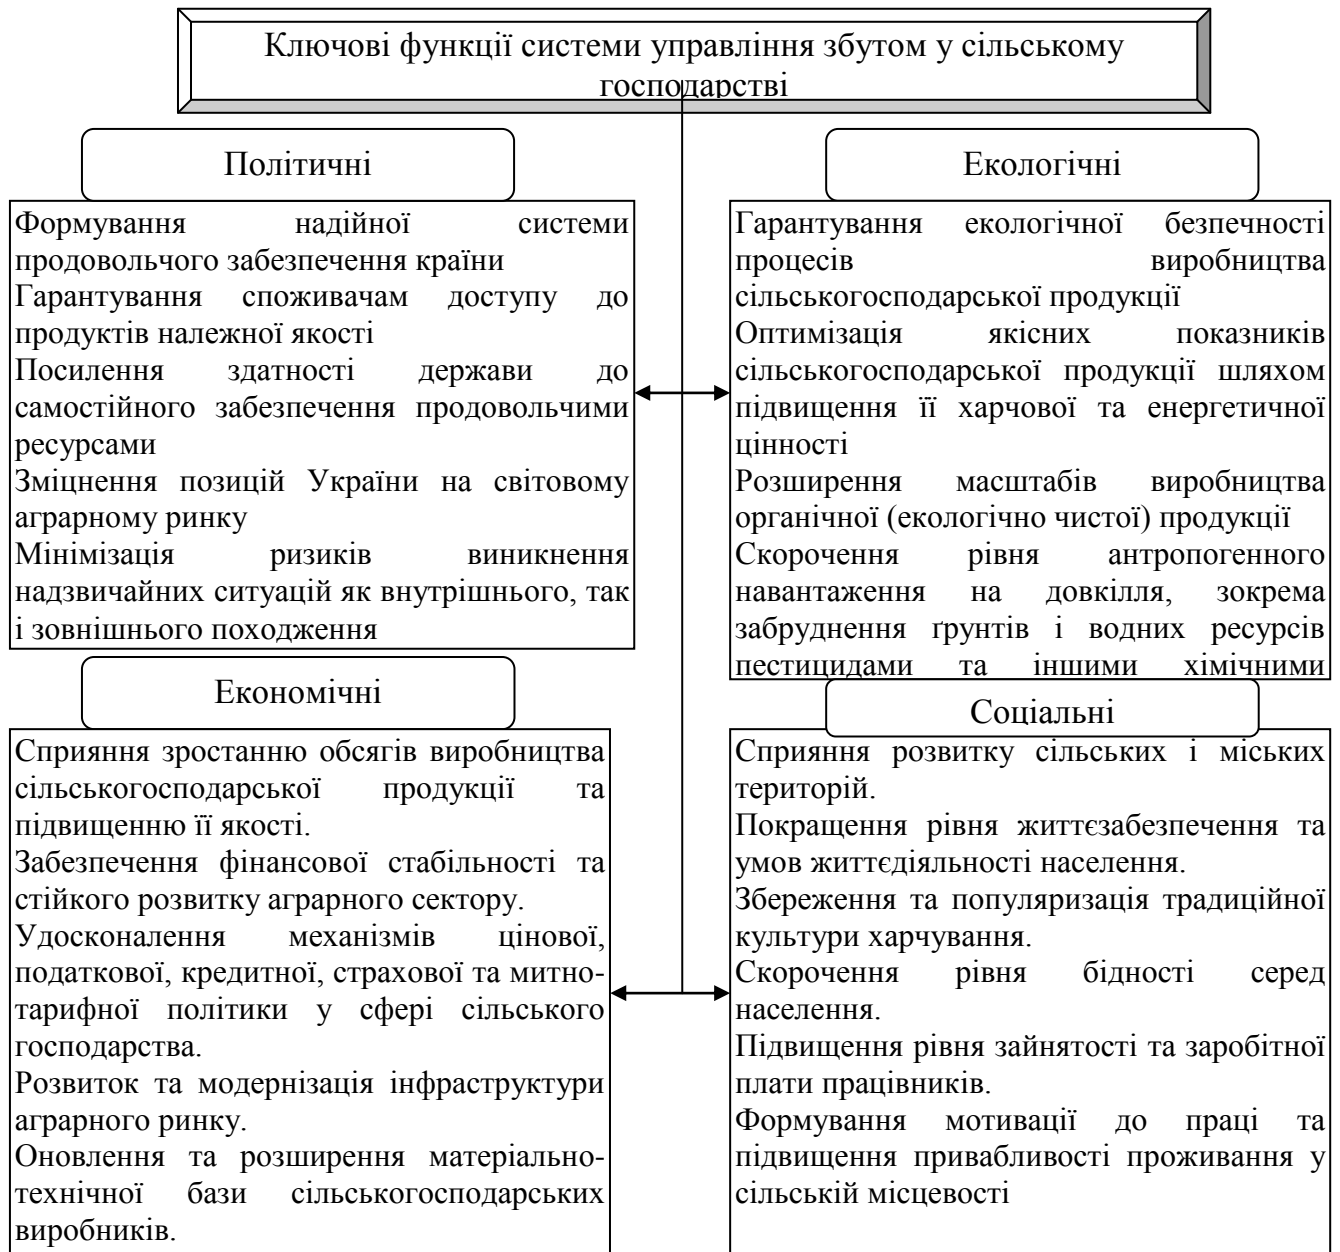 Ключові функції системи управління збутом у сільському
господарстві
Політичні
Формування надійної системи
продовольчого забезпечення країни
Гарантування споживачам доступу до
продуктів належної якості
Посилення здатності держави до
самостійного забезпечення продовольчими
ресурсами
Зміцнення позицій України на світовому
аграрному ринку
Мінімізація ризиків виникнення
надзвичайних ситуацій як внутрішнього, так
і зовнішнього походження
Екологічні
Гарантування екологічної безпечності
процесів виробництва
сільськогосподарської продукції
Оптимізація якісних показників
сільськогосподарської продукції шляхом
підвищення її харчової та енергетичної
цінності
Розширення масштабів виробництва
органічної (екологічно чистої) продукції
Скорочення рівня антропогенного
навантаження на довкілля, зокрема
забруднення ґрунтів і водних ресурсів
пестицидами та іншими хімічними
Економічні
Сприяння зростанню обсягів виробництва
сільськогосподарської продукції та
підвищенню її якості.
Забезпечення фінансової стабільності та
стійкого розвитку аграрного сектору.
Удосконалення механізмів цінової,
податкової, кредитної, страхової та митно-
тарифної політики у сфері сільського
господарства.
Розвиток та модернізація інфраструктури
аграрного ринку.
Оновлення та розширення матеріально-
технічної бази сільськогосподарських
виробників.
Соціальні
Сприяння розвитку сільських і міських
територій.
Покращення рівня життєзабезпечення та
умов життєдіяльності населення.
Збереження та популяризація традиційної
культури харчування.
Скорочення рівня бідності серед
населення.
Підвищення рівня зайнятості та заробітної
плати працівників.
Формування мотивації до праці та
підвищення привабливості проживання у
сільській місцевості